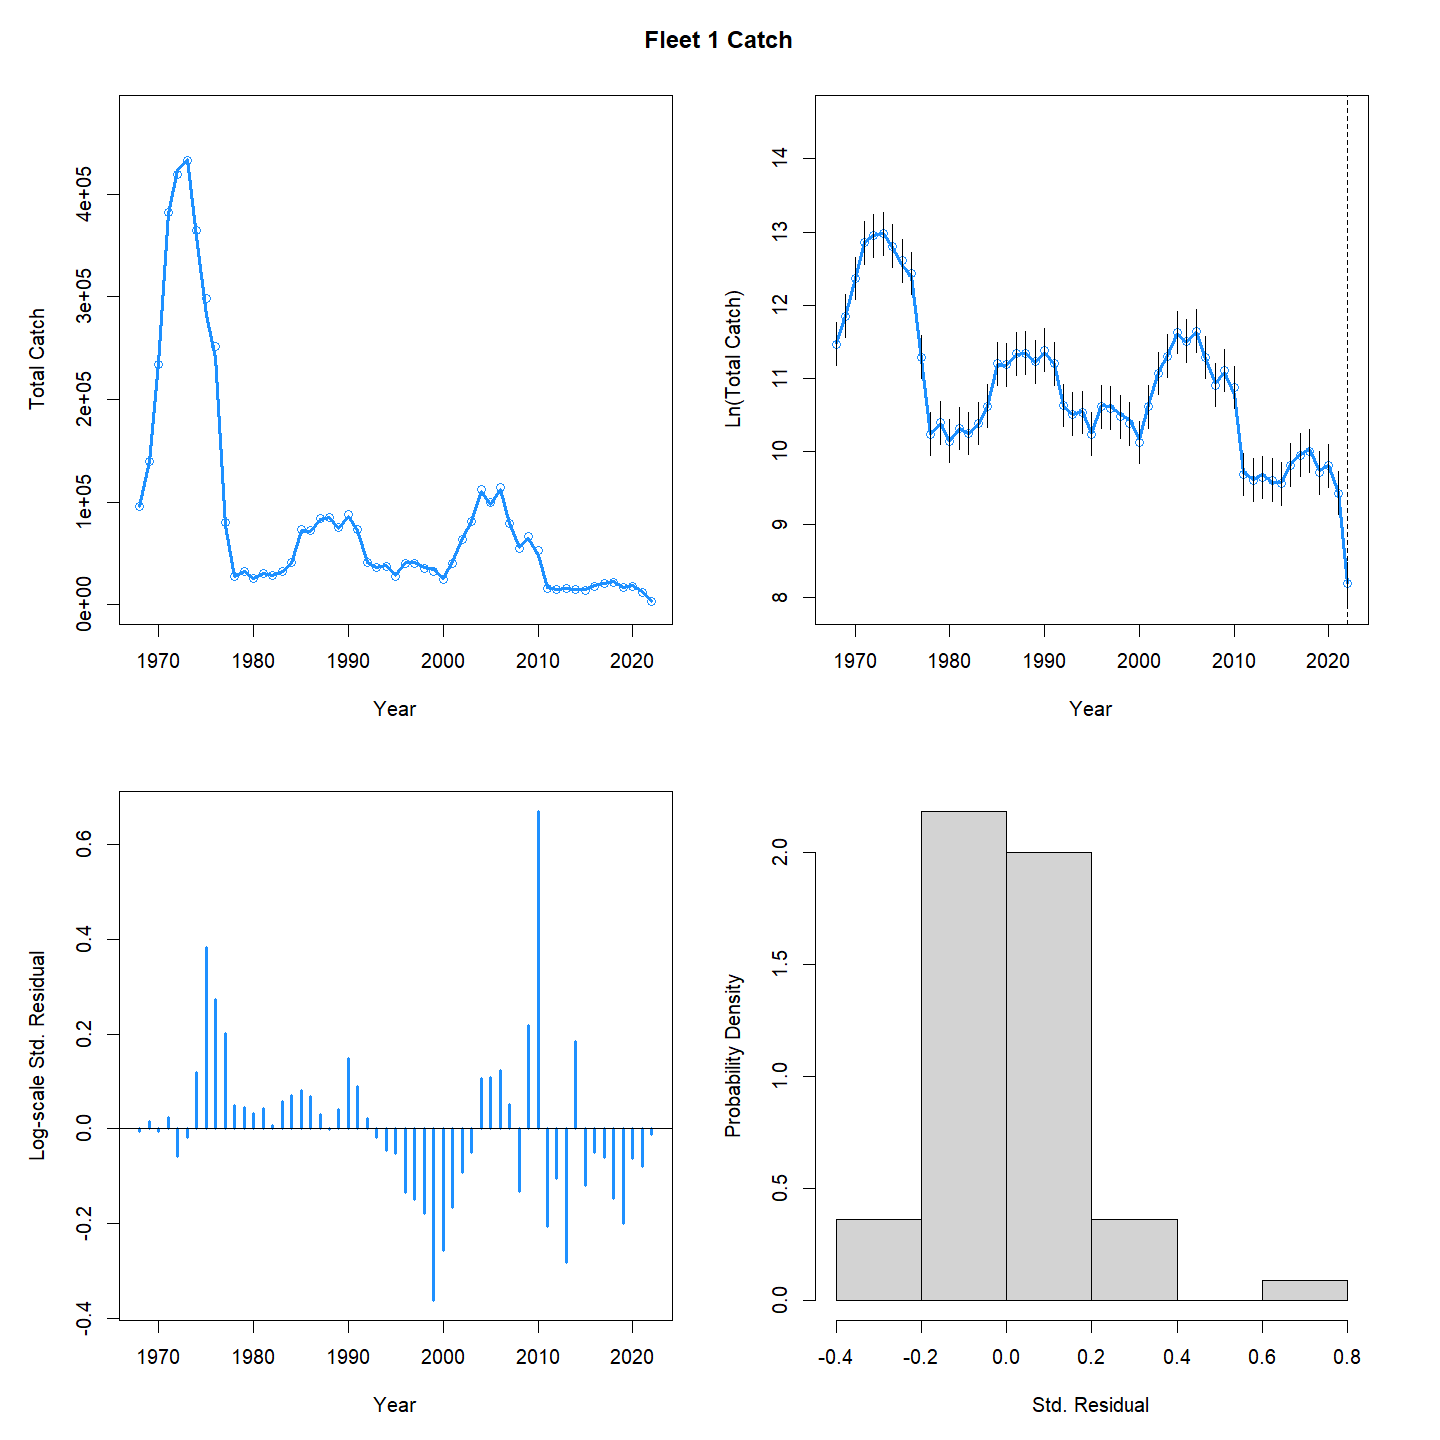 Fleet 1 Catch
Total Catch
0e+00 1e+05 2e+05 3e+05 4e+05
1970 1980 1990 2000 2010 2020
Year
Ln(Total Catch)
8 9 10 11 12 13 14
1970 1980 1990 2000 2010 2020
Year
Log-scale Std. Residual
-0.4 -0.2 0.0 0.2 0.4 0.6
1970 1980 1990 2000 2010 2020
Year
Probability Density
0.0 0.5 1.0 1.5 2.0
-0.4 -0.2 0.0 0.2 0.4 0.6 0.8
Std. Residual